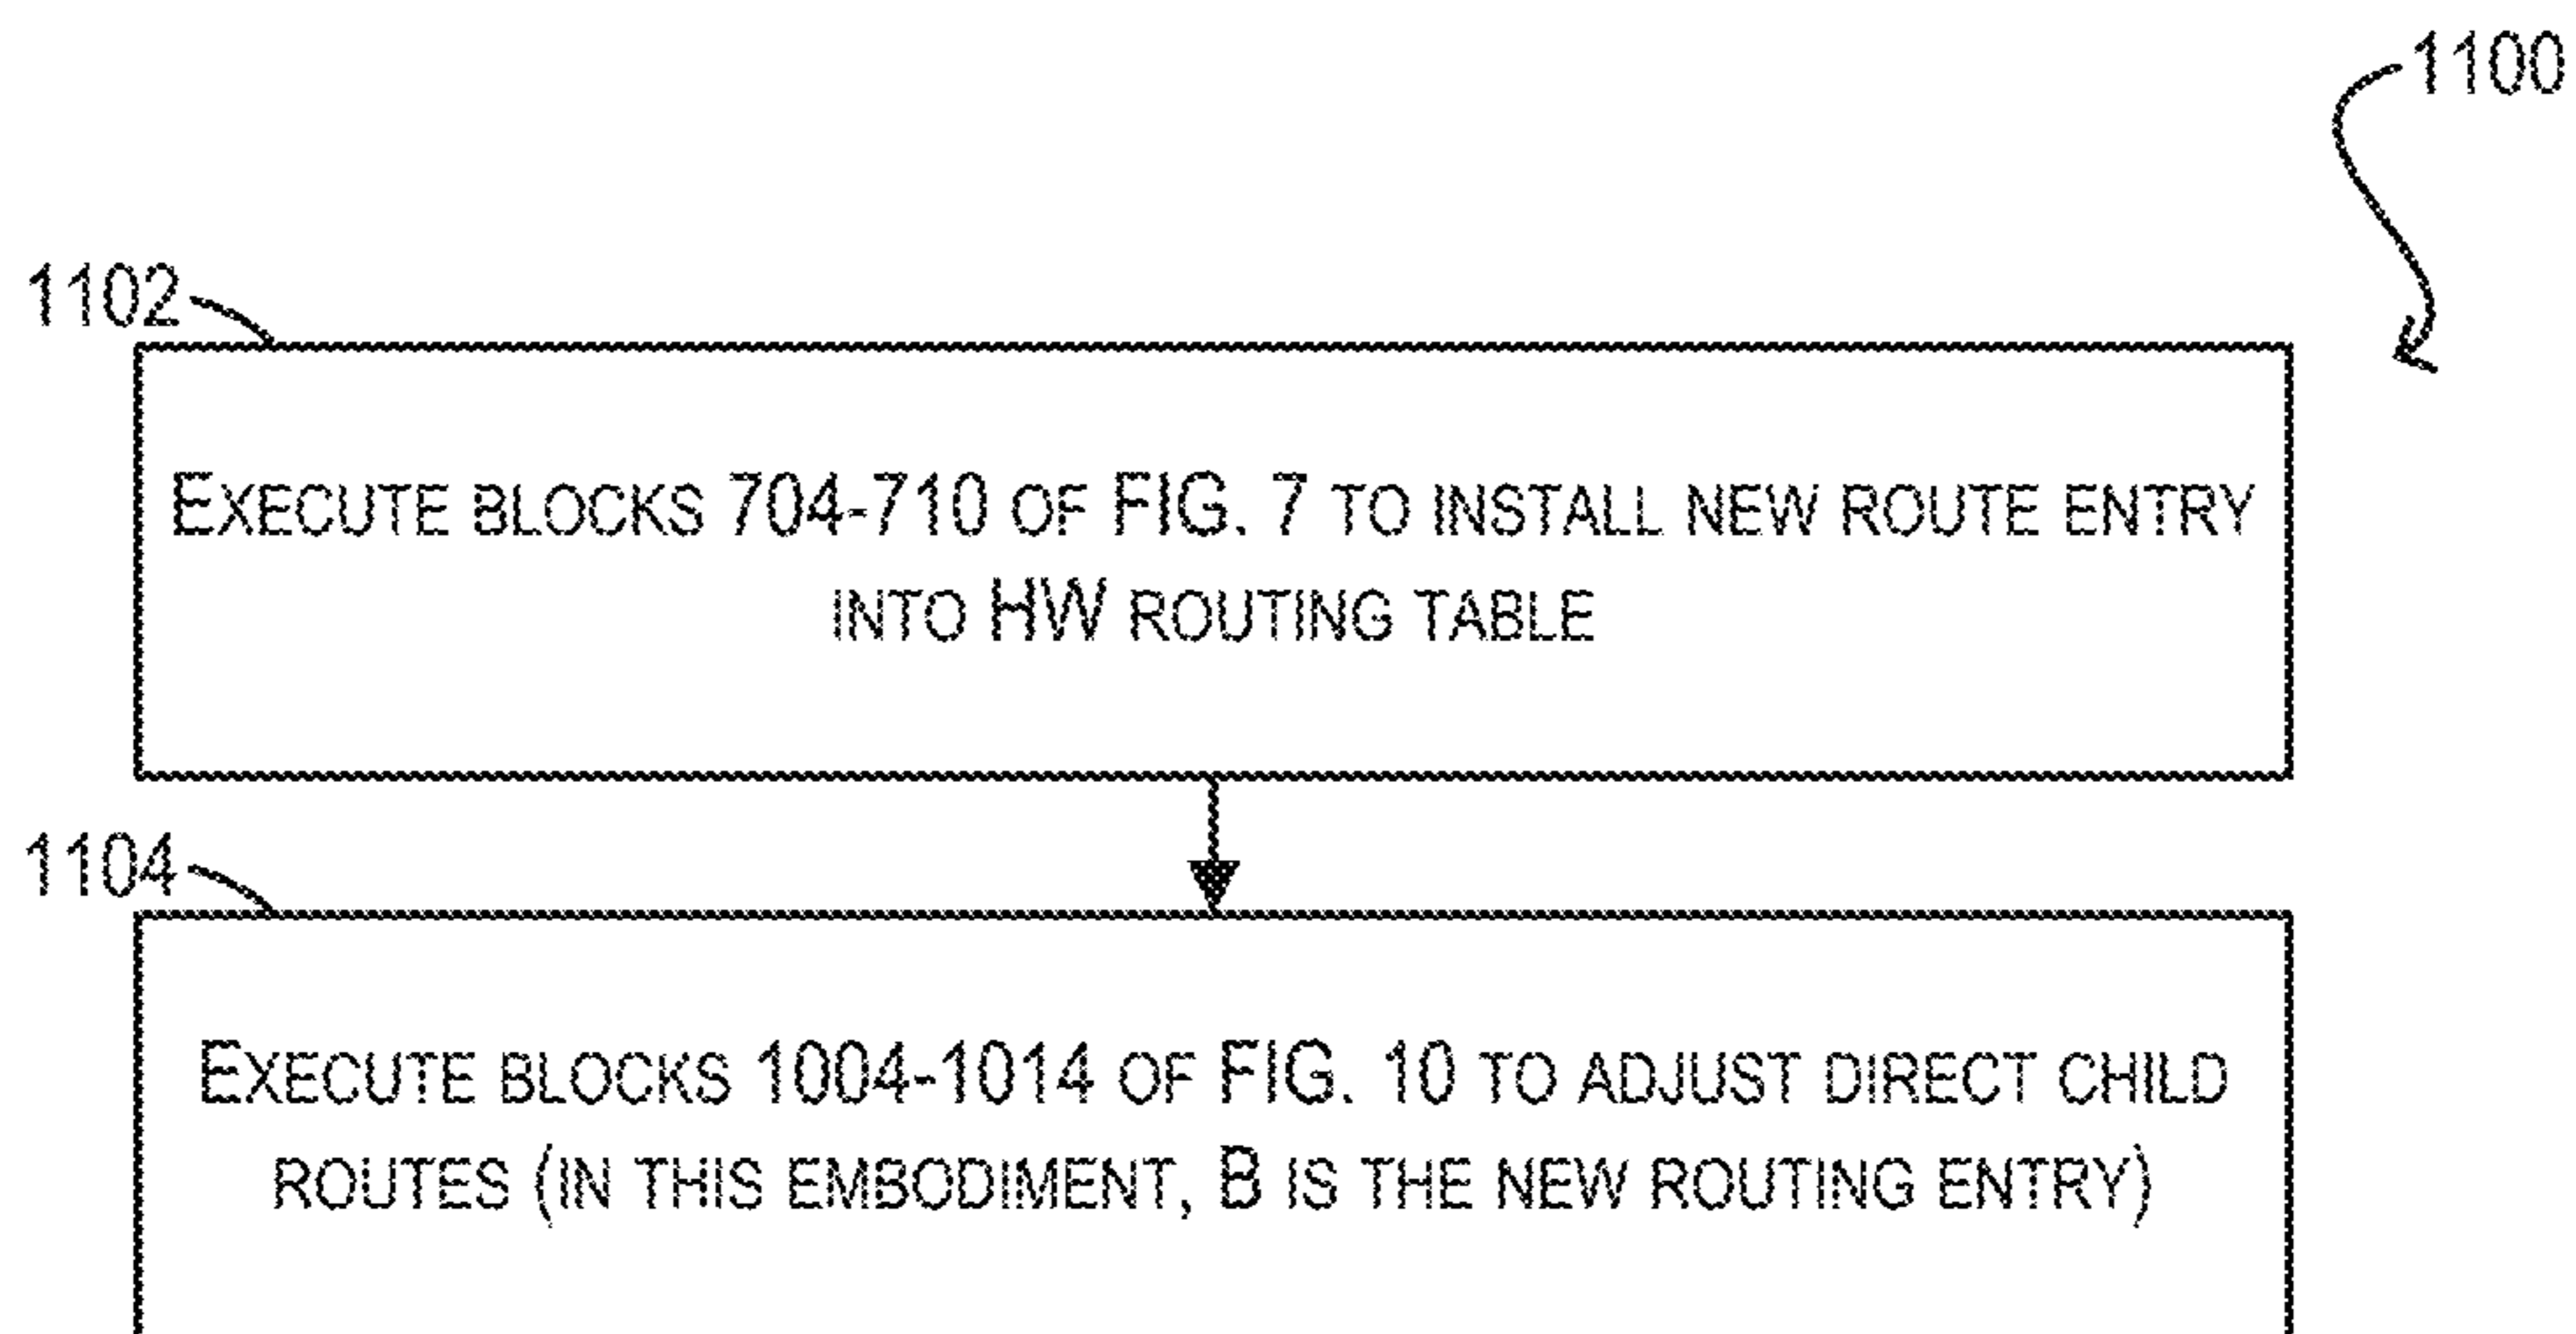 1100
1102
EXECUTE BLOCKS 704-710 OF FIG. 7 TO INSTALL NEW ROUTE ENTRY
INTO HW ROUTING TABLE
1104
EXECUTE BLOCKS 1004-1014 OF FIG. 10 TO ADJUST DIRECT CHILD
ROUTES (IN THIS EMBODIMENT, B IS THE NEW ROUTING ENTRY)